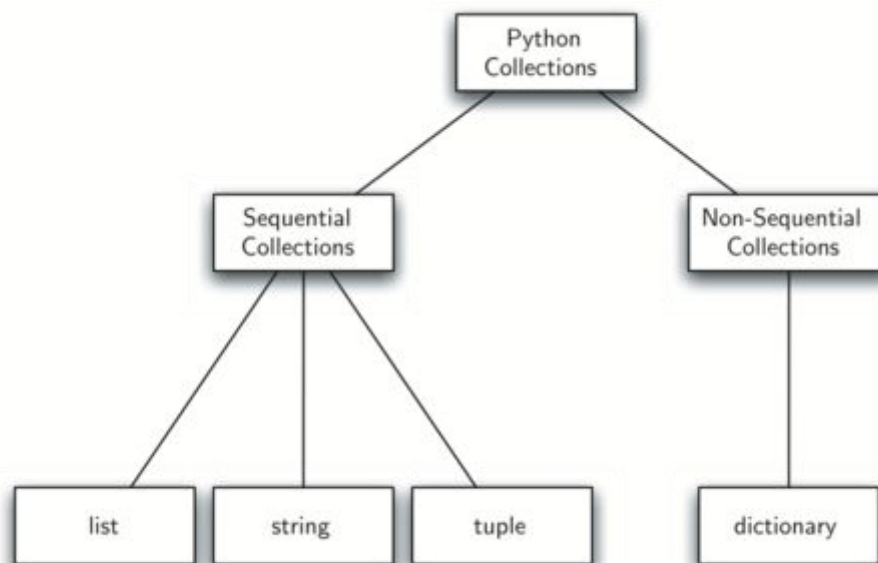 Python
Collections
Sequential
Collections
Non-Sequential
Collections
list
string
tuple
dictionary